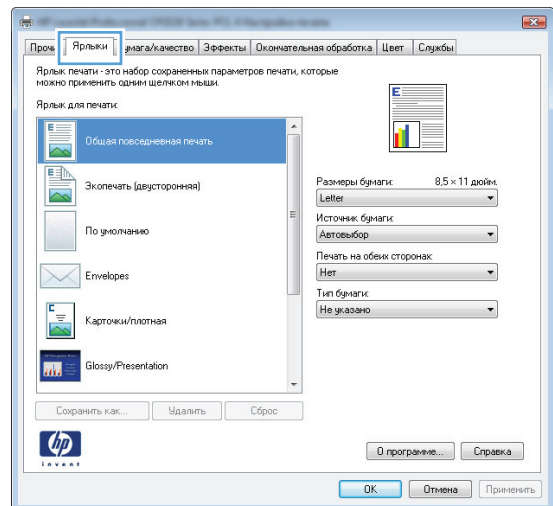 Ярлыки
умага/качество
Эффекты
Окончательная обработка
Цвет
Службы
Ярлык печати - это набор сохраненных параметров печати, которые
можно применить одним щелчком мыши.
Ярлык для печати:
Общая повседневная печать
Экопечать (двусторонняя)
По умолчанию
Envelopes
Карточки/плотная
Glossy/Presentation
Сохранить как...
Удалить
Сброс
Размеры бумаги:
8,5 × 11 дюйм.
Letter
Источник бумаги:
Автовыбор
Печать на обеих сторонах:
Нет
Тип бумаги:
Не указано
hp
invent
О программе...
Справка
OK
Отмена
Применить